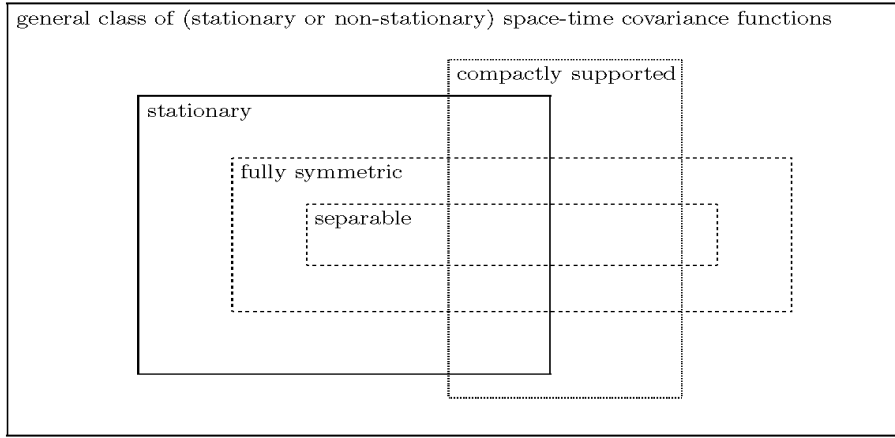 general class of (stationary or non-stationary) space-time covariance functions
compactly supported
stationary
fully symmetric
separable